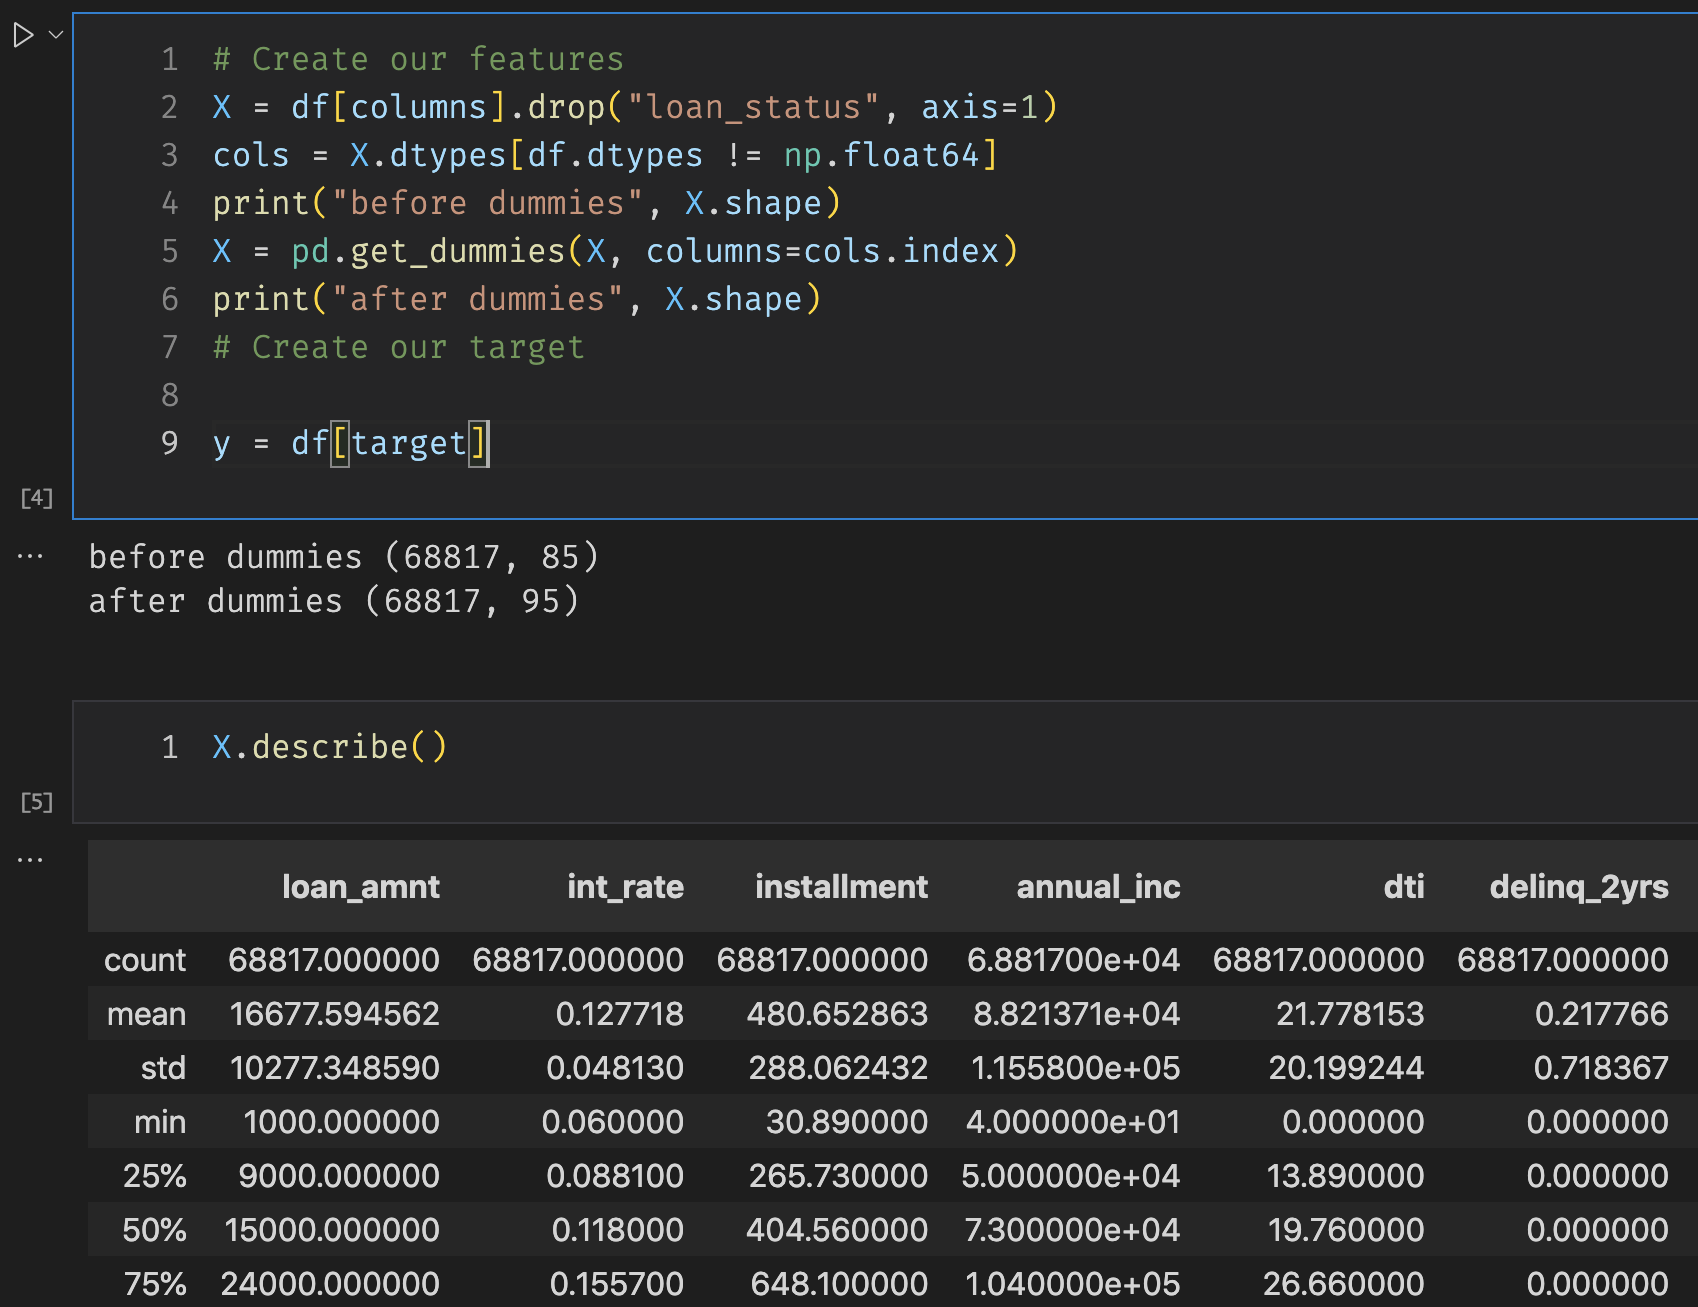 1 # Create our features
2 X = df[columns].drop("loan_status", axis=1)
3 cols = X.dtypes[df.dtypes != np.float64]
4 print("before dummies", X.shape)
5 X = pd.get_dummies(X, columns=cols.index)
6 print("after dummies", X.shape)
7 # Create our target
8
9 y = df[target]
[4]
... before dummies (68817, 85)
after dummies (68817, 95)
1 X.describe()
[5]
...
loan_amnt int_rate installment annual_inc dti delinq_2yrs
count 68817.000000 68817.000000 68817.000000 6.881700e+04 68817.000000 68817.000000
mean 16677.594562 0.127718 480.652863 8.821371e+04 21.778153 0.217766
std 10277.348590 0.048130 288.062432 1.155800e+05 20.199244 0.718367
min 1000.000000 0.060000 30.890000 4.000000e+01 0.000000 0.000000
25% 9000.000000 0.088100 265.730000 5.000000e+04 13.890000 0.000000
50% 15000.000000 0.118000 404.560000 7.300000e+04 19.760000 0.000000
75% 24000.000000 0.155700 648.100000 1.040000e+05 26.660000 0.000000